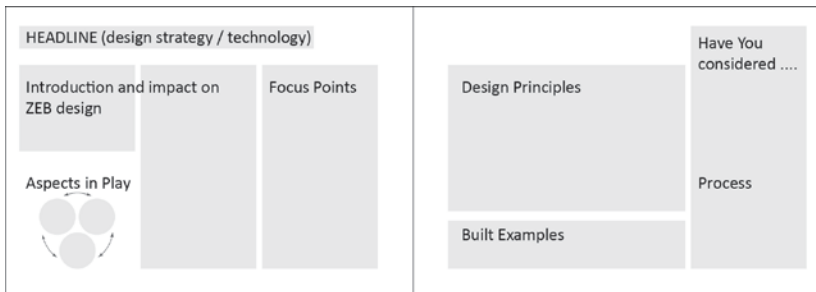 HEADLINE (design strategy / technology)
Introduction and impact on
ZEB design
Focus Points
Aspects in Play
Design Principles
Built Examples
Have You
considered ....
Process